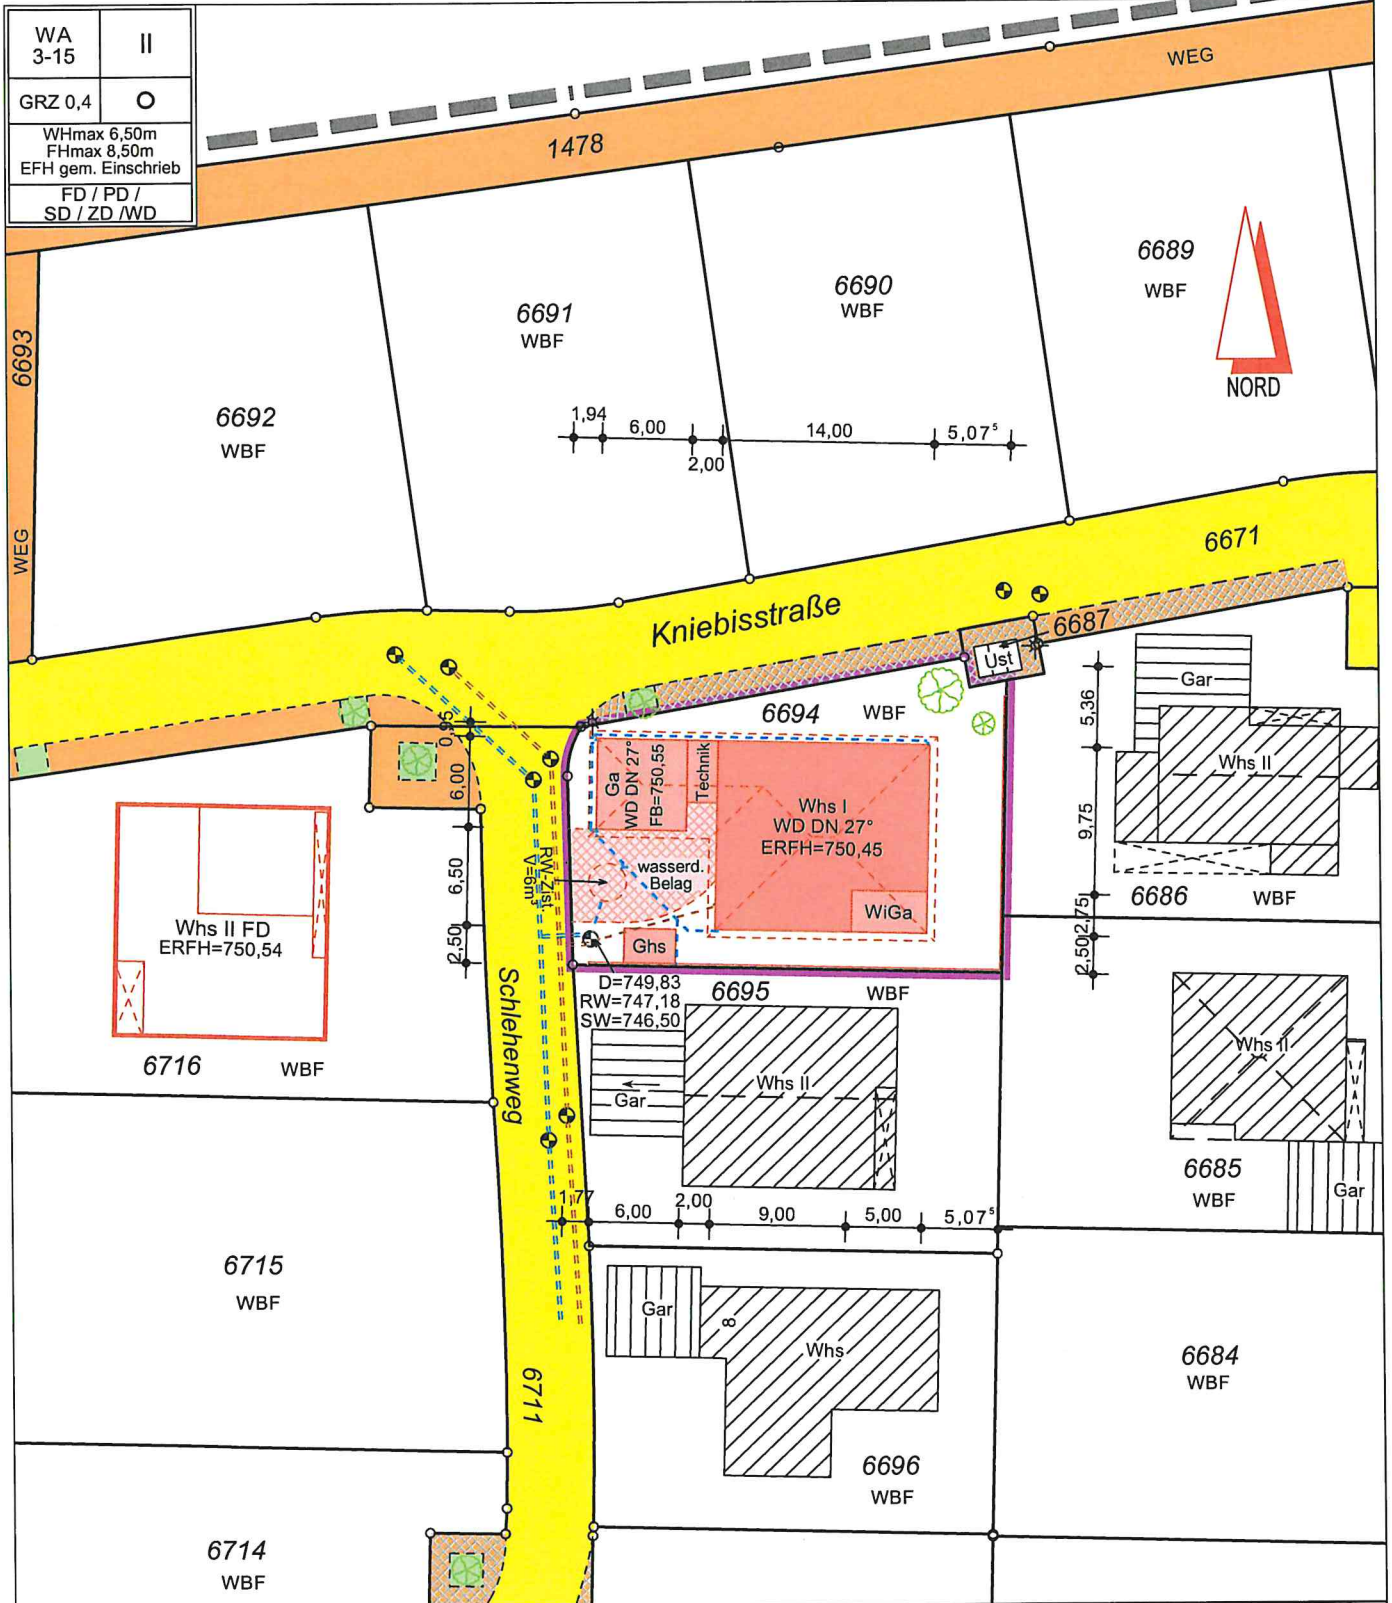 WA
3-15
II
GRZ 0,4
O
WHmax 6,50m
FHmax 8,50m
EFH gem. Einschrieb
FD / PD /
SD / ZD /WD
WEG
1478
6693
WEG
6692
WBF
6691
WBF
6690
WBF
6689
WBF
NORD
1,94
6,00
2,00
14,00
5,07⁵
6671
Kniebisstraße
6687
Ust
6694
WBF
Gar
Whs II
5,36
9,75
2,75
2,50
6686
WBF
0,95
6,00
6,50
2,50
Ga
WD DN 27°
FB=750,55
Technik
Whs I
WD DN 27°
ERFH=750,45
WiGa
wasserd.
Belag
RW-Zist
V=6m³
Ghs
D=749,83
RW=747,18
SW=746,50
Whs II FD
ERFH=750,54
6716
WBF
Schlehenweg
6695
WBF
Whs II
Gar
Whs II
6685
WBF
Gar
1,77
6,00
2,00
9,00
5,00
5,07⁵
6715
WBF
6711
Gar
8
Whs
6696
WBF
6684
WBF
6714
WBF